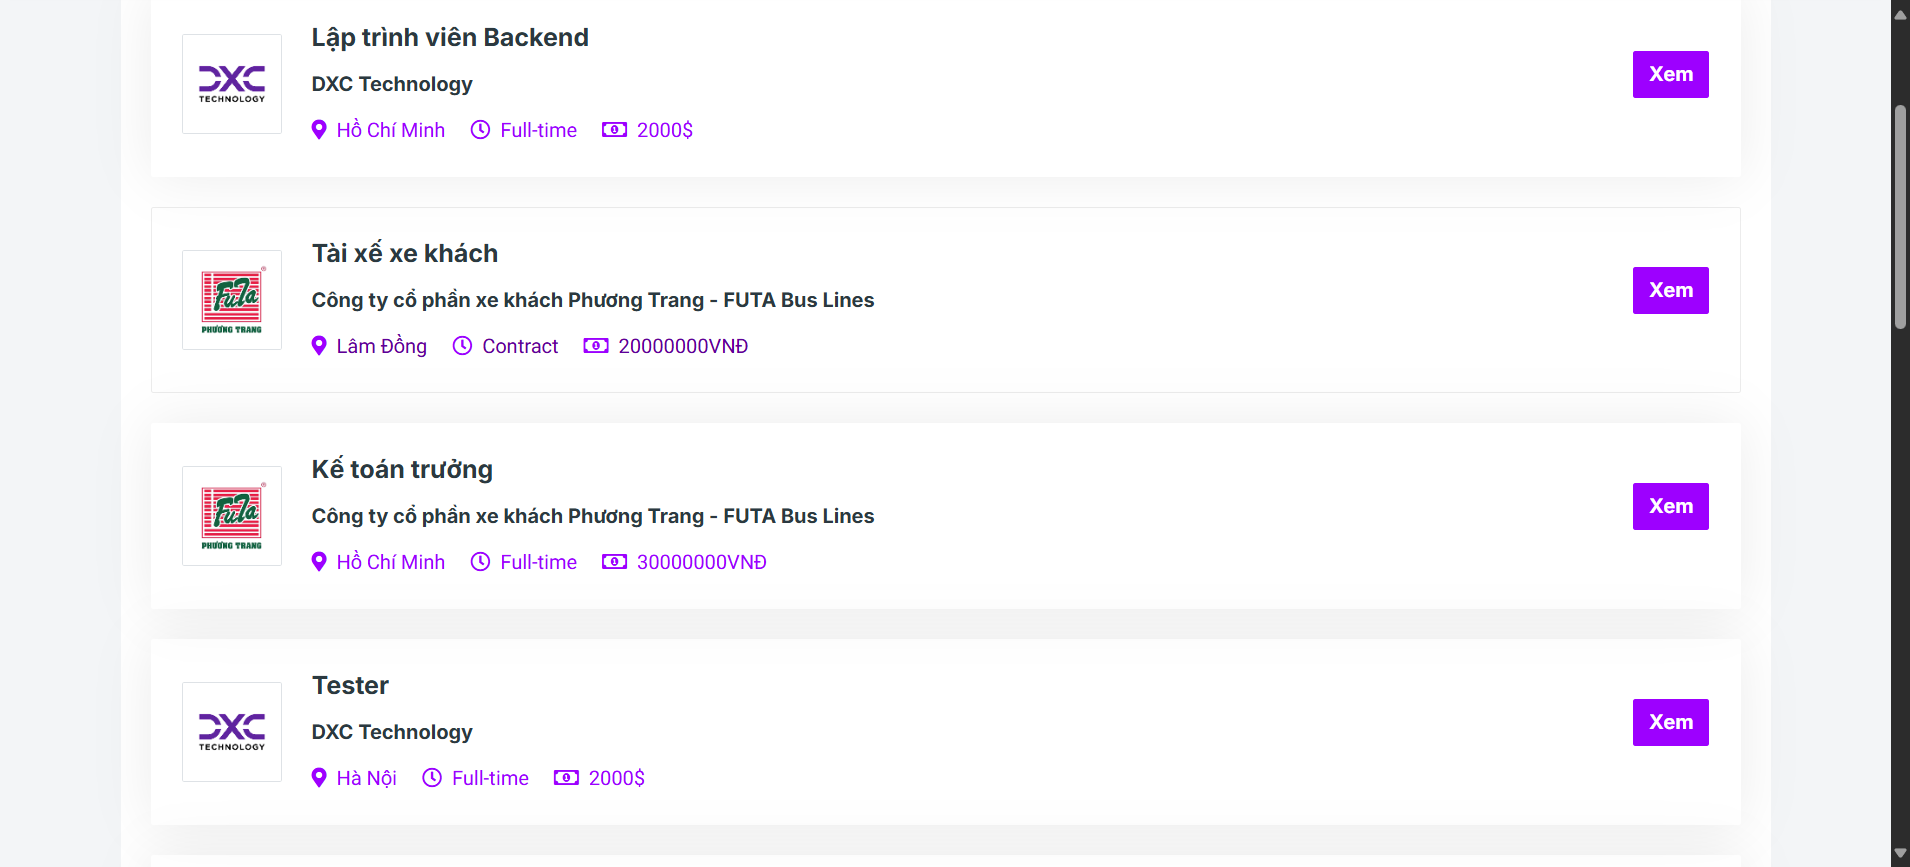 Lập trình viên Backend
DXC
TECHNOLOGY
DXC Technology
Hồ Chí Minh Full-time 2000$
Xem
Tài xế xe khách
FUTA
PHƯƠNG TRANG
Công ty cổ phần xe khách Phương Trang - FUTA Bus Lines
Lâm Đồng Contract 20000000VNĐ
Xem
Kế toán trưởng
FUTA
PHƯƠNG TRANG
Công ty cổ phần xe khách Phương Trang - FUTA Bus Lines
Hồ Chí Minh Full-time 30000000VNĐ
Xem
Tester
DXC
TECHNOLOGY
DXC Technology
Hà Nội Full-time 2000$
Xem